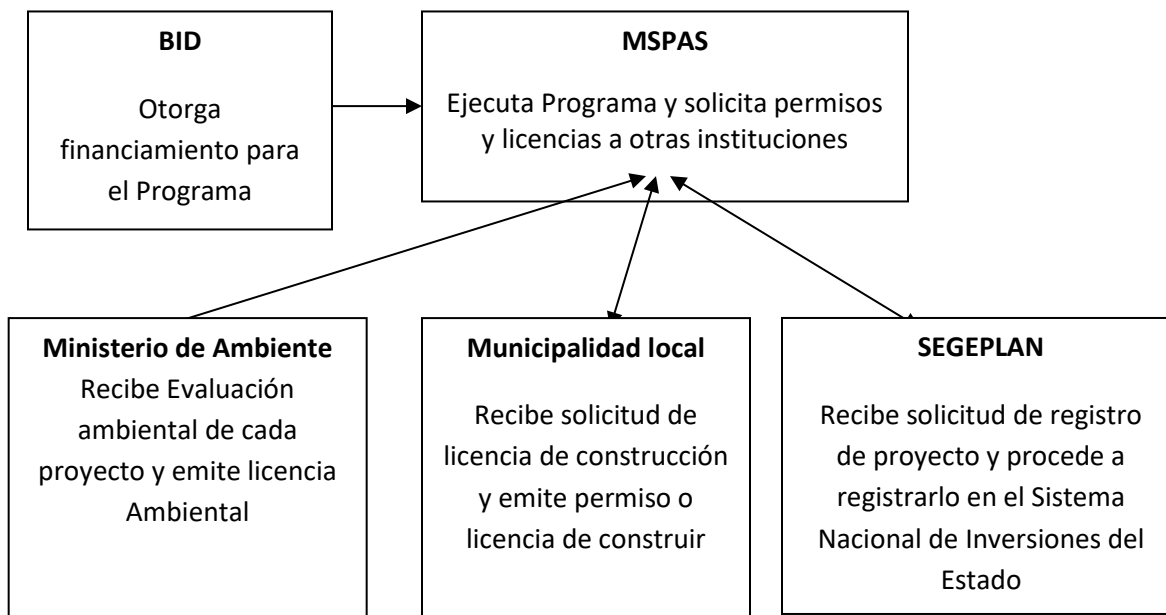 BID
Otorga
financiamiento para
el Programa
MSPAS
Ejecuta Programa y solicita permisos
y licencias a otras instituciones
Ministerio de Ambiente
Recibe Evaluación
ambiental de cada
proyecto y emite licencia
Ambiental
Municipalidad local
Recibe solicitud de
licencia de construcción
y emite permiso o
licencia de construir
SEGEPLAN
Recibe solicitud de registro
de proyecto y procede a
registrarlo en el Sistema
Nacional de Inversiones del
Estado